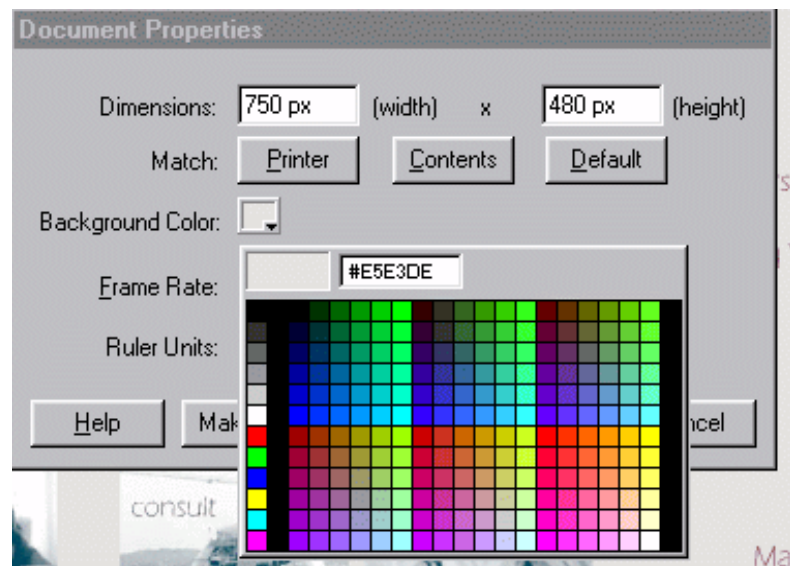 Document Properties
Dimensions: 750 px (width) x 480 px (height)
Match: Printer Contents Default
Background Color:
#E5E3DE
Frame Rate:
Ruler Units:
Help
consult